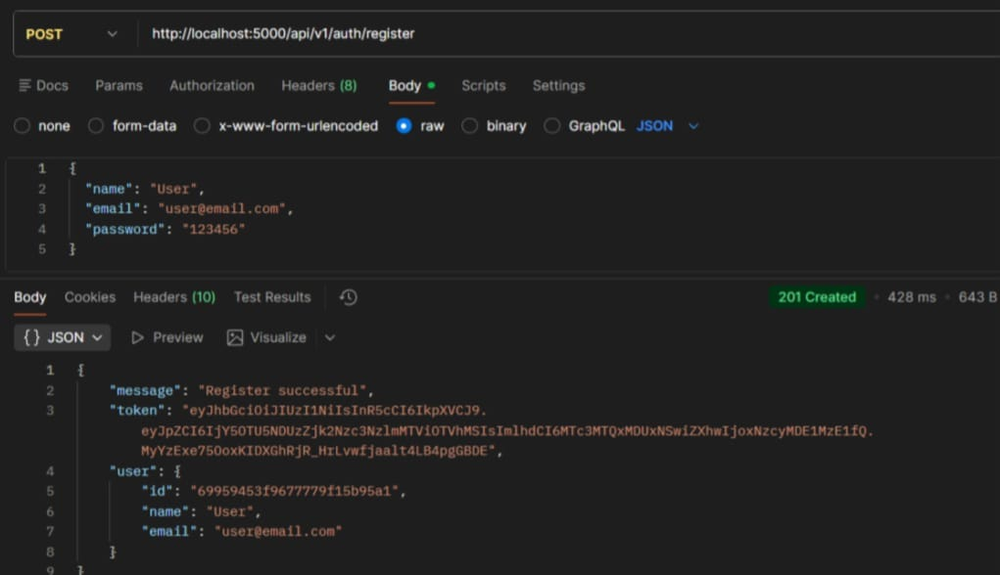 POST http://localhost:5000/api/v1/auth/register
Docs Params Authorization Headers (8) Body Scripts Settings
none form-data x-www-form-urlencoded raw binary GraphQL JSON
1 {
2 "name": "User",
3 "email": "user@email.com",
4 "password": "123456"
5 }
Body Cookies Headers (10) Test Results 201 Created • 428 ms • 643 B
{} JSON Preview Visualize
1 {
2 "message": "Register successful",
3 "token": "eyJhbGciOiJIUzI1NiIsInR5cCI6IkpXVCJ9.
eyJpZCI6IjY5OTU5NDUzZjk2Nzc3NzlmMTViOTVhMSIsImlhdCI6MTc3MTQxMDUxNSwiZXhwIjoxNzcyMDE1MzE1fQ.
MyYzExe75OoxKIDXGhRjR_HrLvwfjaalt4LB4pgGBDE",
4 "user": {
5 "id": "69959453f9677779f15b95a1",
6 "name": "User",
7 "email": "user@email.com"
8 }
9 }